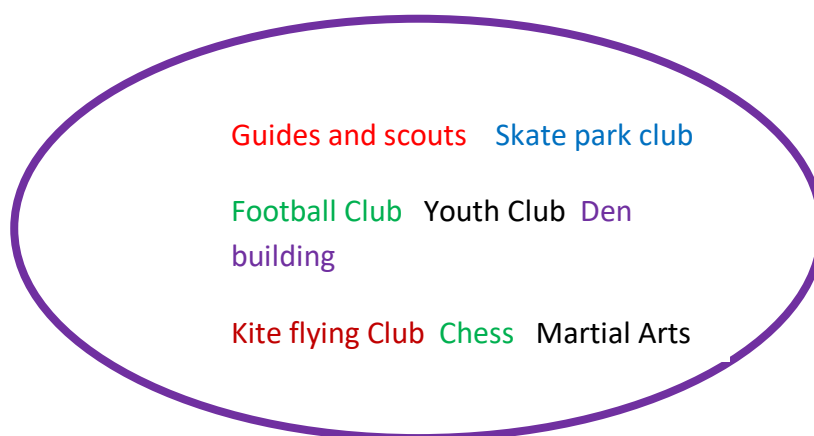 Guides and scouts Skate park club
Football Club Youth Club Den
building
Kite flying Club Chess Martial Arts